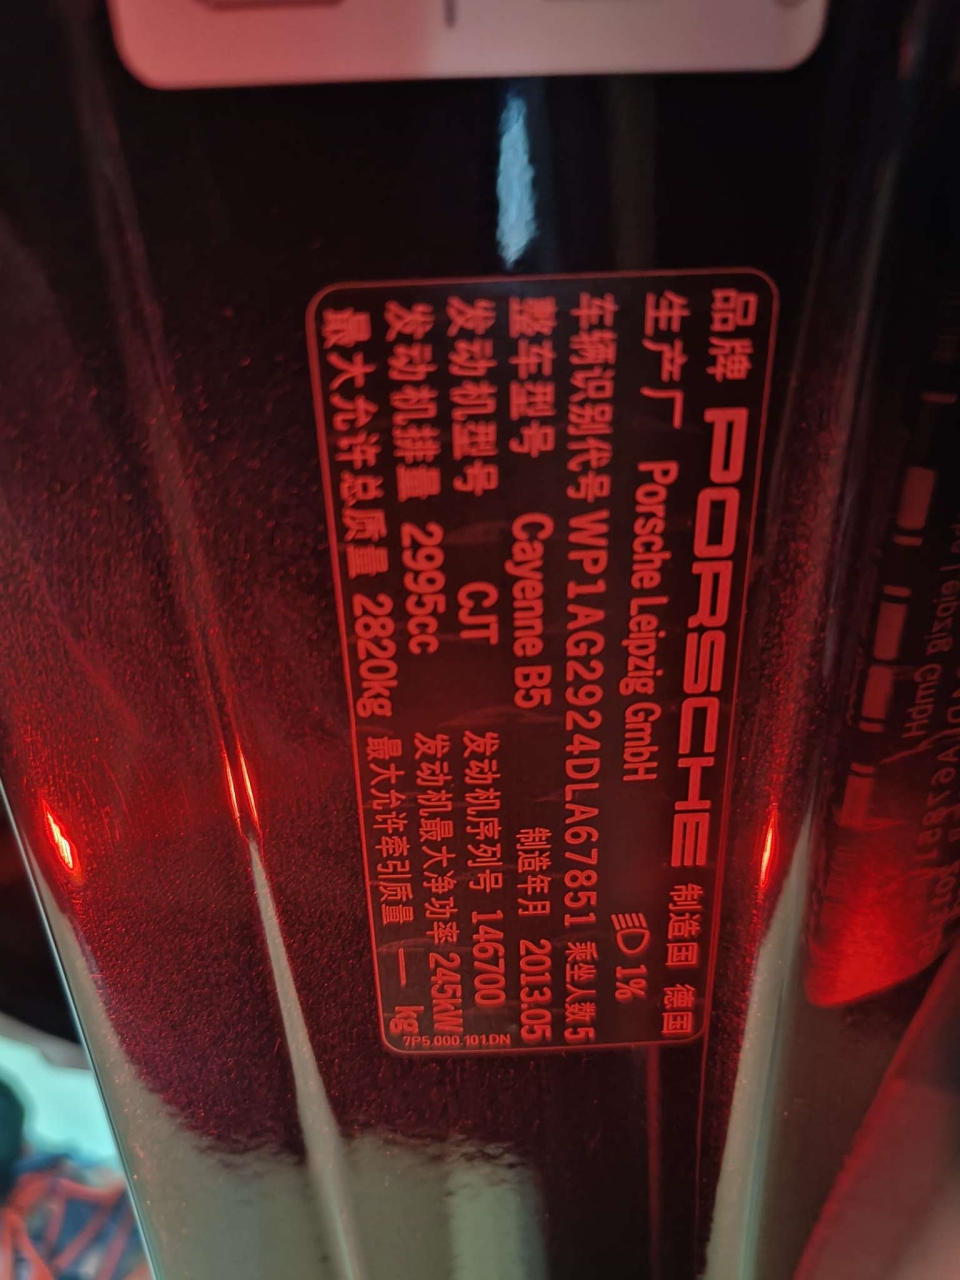 品牌 PORSCHE 制造国 德国
生产厂 Porsche Leipzig GmbH 1%
车辆识别代号 WP1AG2924DLA67851 乘坐人数 5
整车型号 Cayenne B5 制造年月 2013.05
发动机型号 CJT 发动机序列号 146700
发动机排量 2995cc 发动机最大净功率 245kW
最大允许总质量 2820kg 最大允许牵引质量 — kg
7P5.000.101.DN